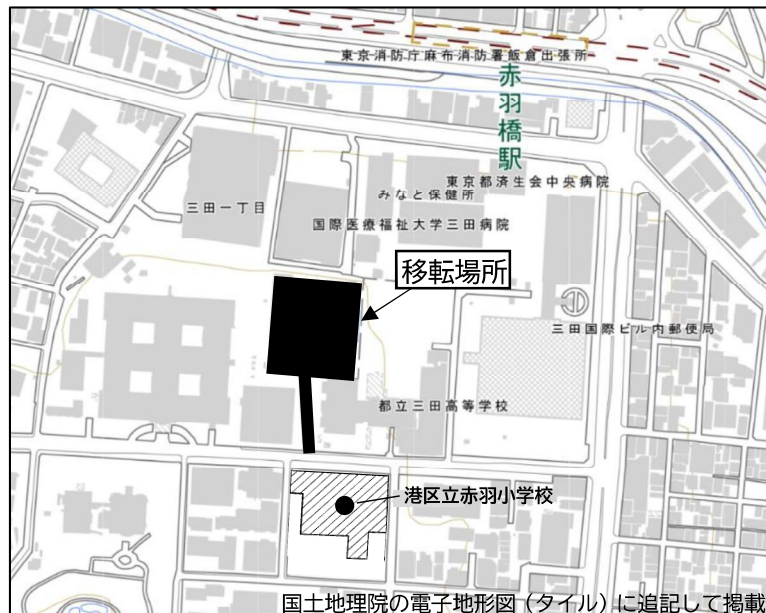 東京消防庁麻布消防署飯倉出張所
赤羽橋駅
東京都済生会中央病院
みなと保健所
三田一丁目
国際医療福祉大学三田病院
移転場所
三田国際ビル内郵便局
都立三田高等学校
港区立赤羽小学校
国土地理院の電子地形図（タイル）に追記して掲載